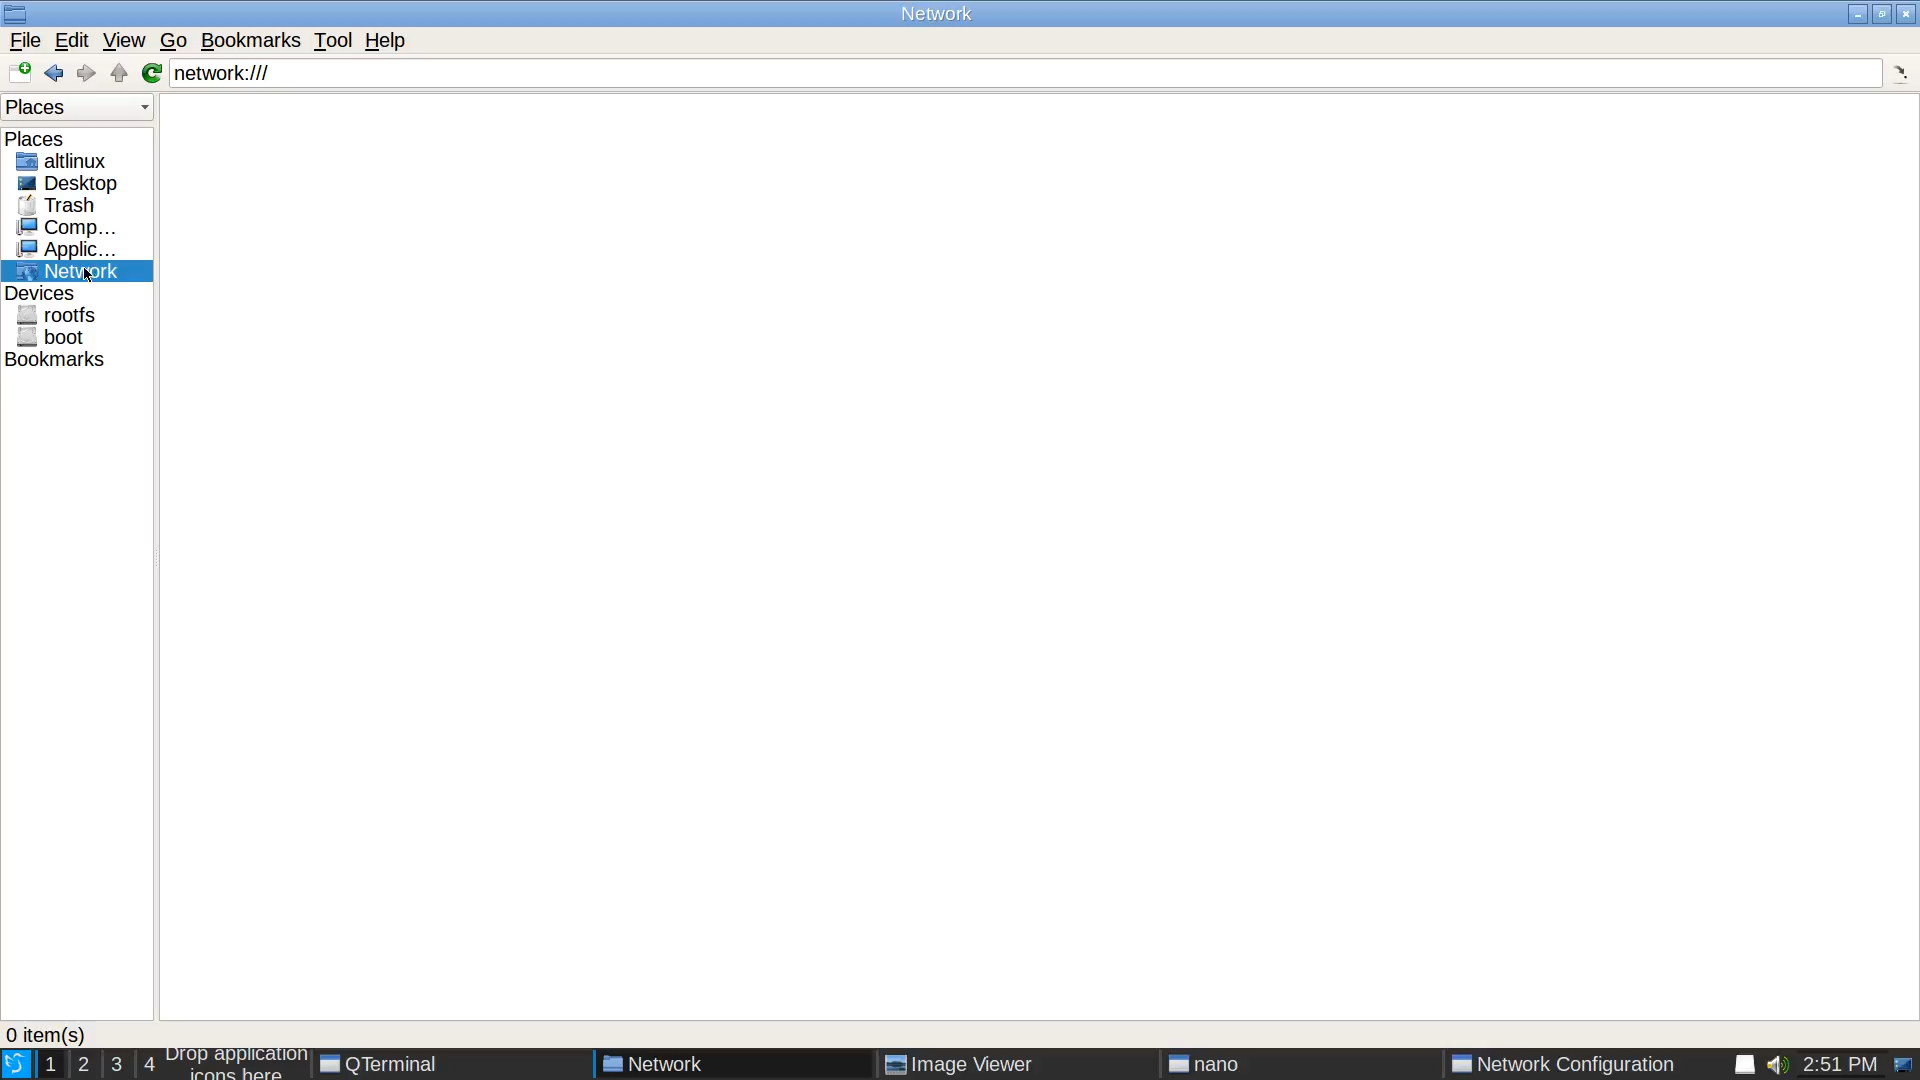 Network
File Edit View Go Bookmarks Tool Help
network:///
Places
Places
altlinux
Desktop
Trash
Comp...
Applic...
Network
Devices
rootfs
boot
Bookmarks
0 item(s)
1 2 3 4 Drop application icons here QTerminal Network Image Viewer nano Network Configuration 2:51 PM